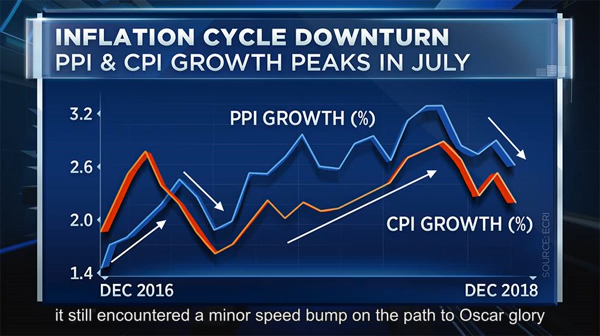 INFLATION CYCLE DOWNTURN
PPI & CPI GROWTH PEAKS IN JULY
3.2
PPI GROWTH (%)
2.6
2.0
CPI GROWTH (%)
1.4
SOURCE: ECRI
DEC 2016
DEC 2018
it still encountered a minor speed bump on the path to Oscar glory